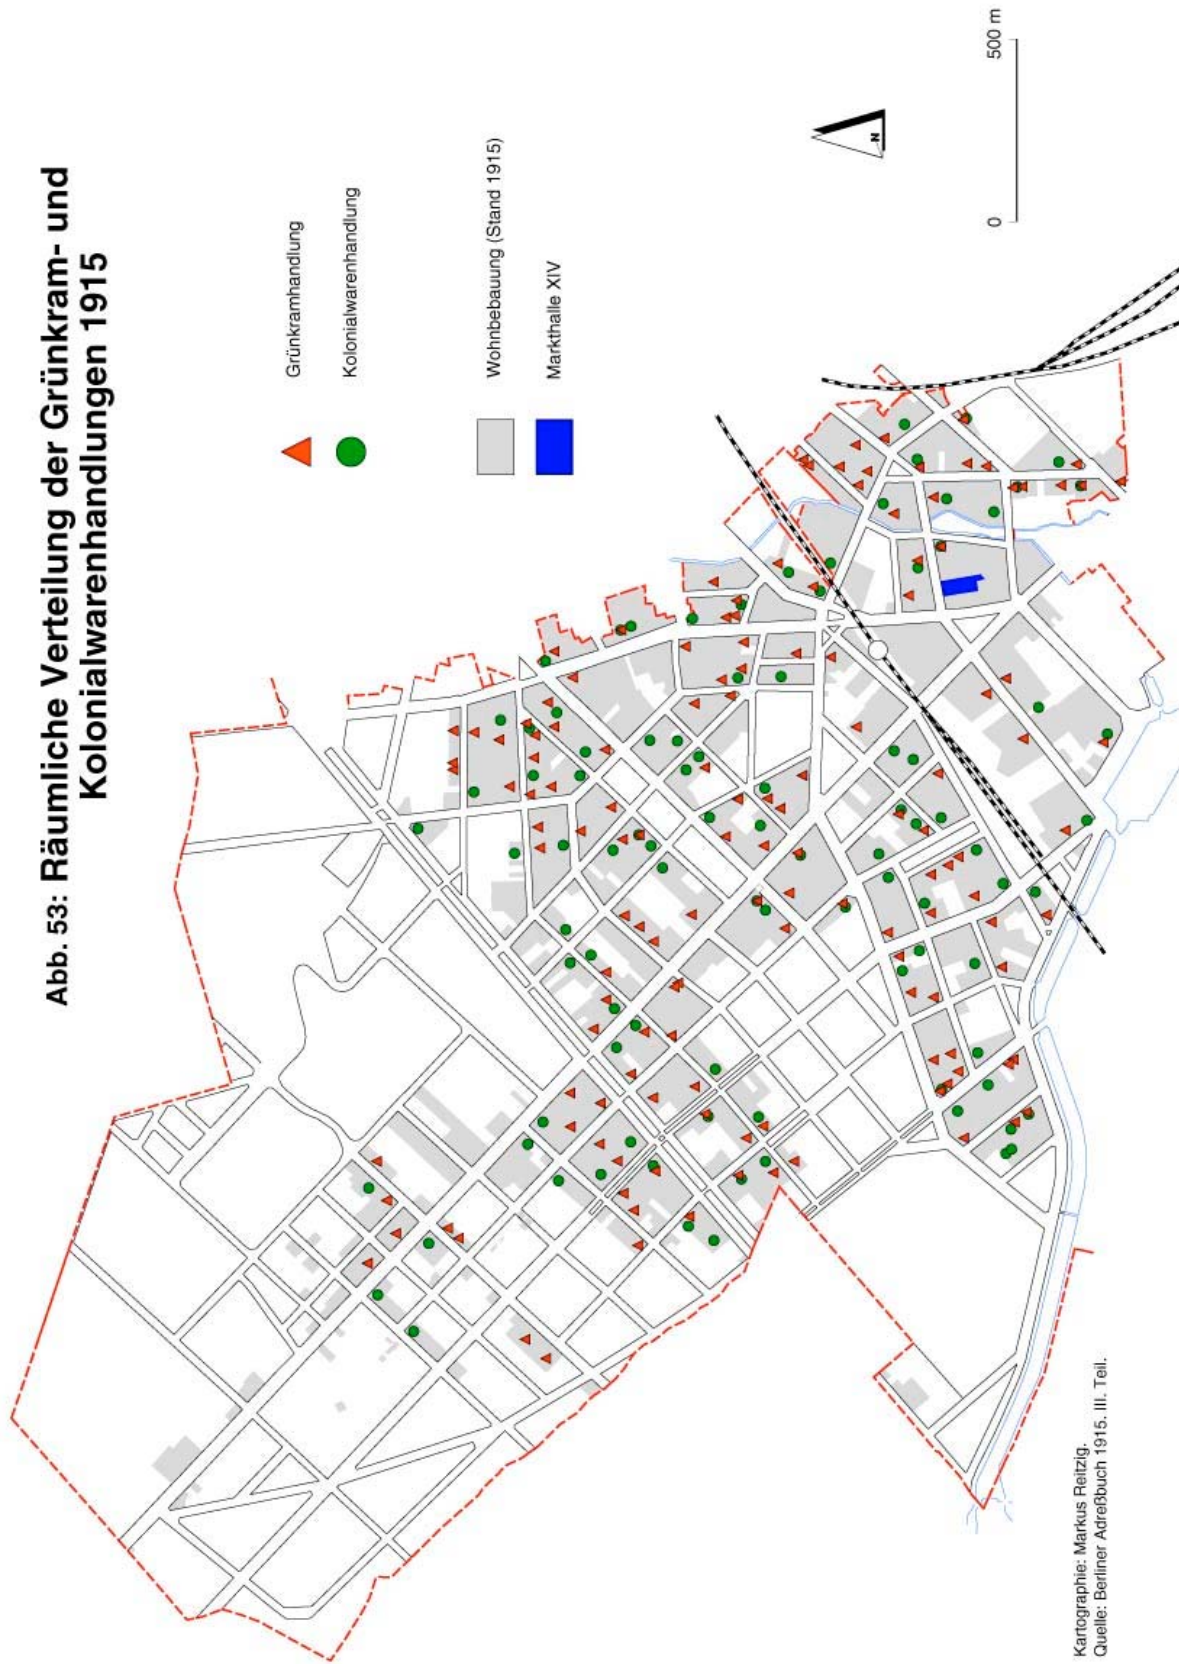 Abb. 53: Räumliche Verteilung der Grünkram- und
Kolonialwarenhandlungen 1915
Grünkramhandlung
Kolonialwarenhandlung
Wohnbebauung (Stand 1915)
Markthalle XIV
N
0
500 m
Kartographie: Markus Reitzig.
Quelle: Berliner Adreßbuch 1915. III. Teil.